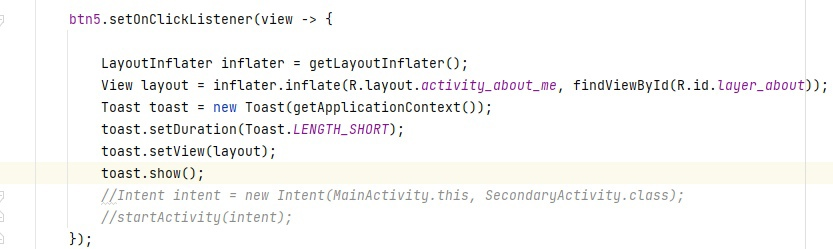 btn5.setOnClickListener(view -> {
LayoutInflater inflater = getLayoutInflater();
View layout = inflater.inflate(R.layout.activity_about_me, findViewById(R.id.layer_about));
Toast toast = new Toast(getApplicationContext());
toast.setDuration(Toast.LENGTH_SHORT);
toast.setView(layout);
toast.show();
//Intent intent = new Intent(MainActivity.this, SecondaryActivity.class);
//startActivity(intent);
});